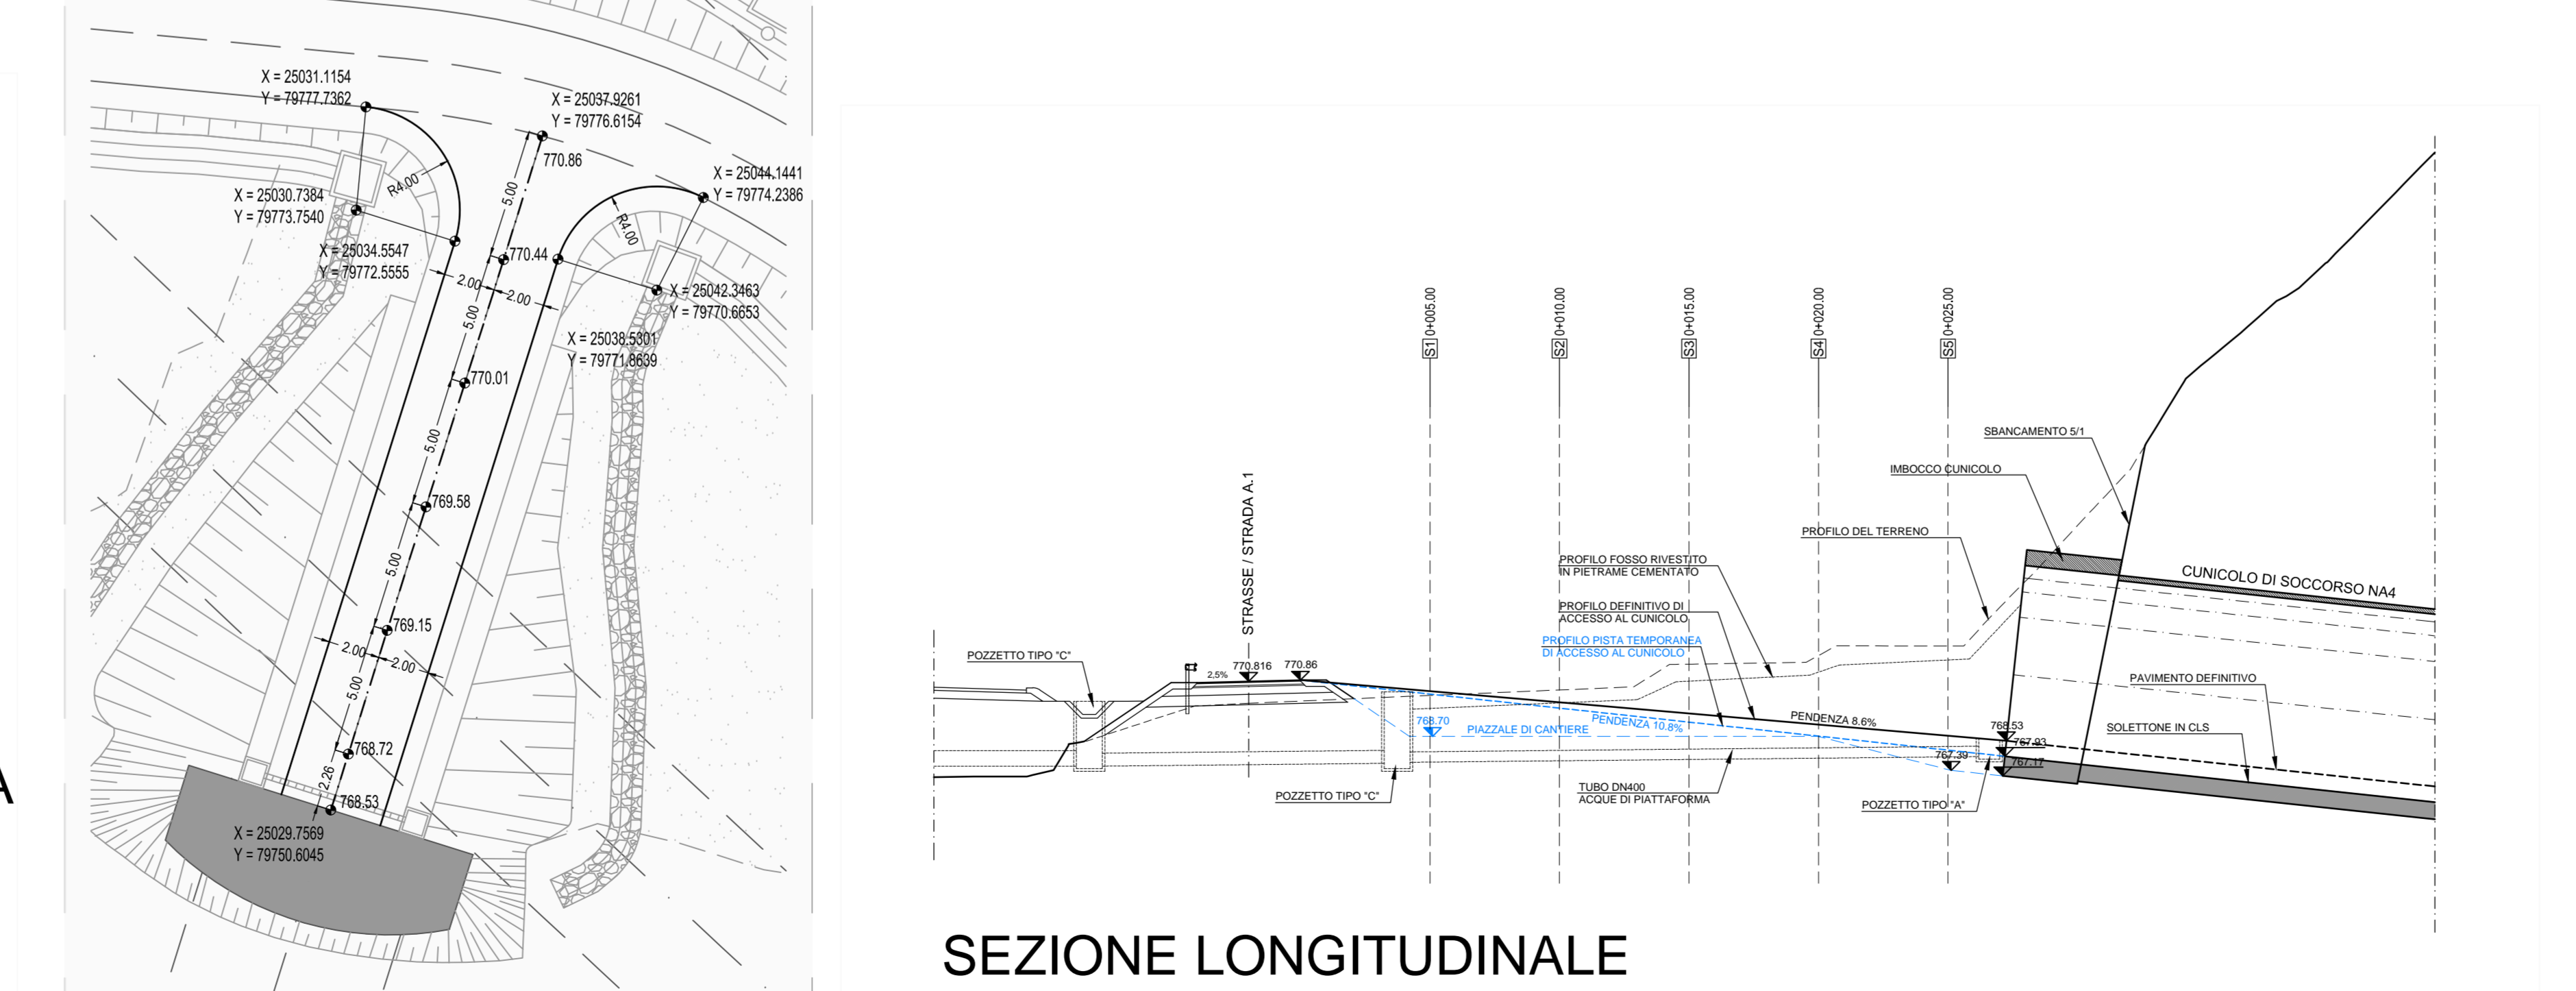 A
X = 25031.1154
Y = 79777.7362
X = 25037.9261
Y = 79776.6154
770.86
X = 25044.1441
Y = 79774.2386
R4.00
5.00
X = 25030.7384
Y = 79773.7540
R4.00
X = 25034.5547
Y = 79772.5555
770.44
2.00
2.00
X = 25042.3463
Y = 79770.6653
5.00
X = 25038.5301
Y = 79771.8639
770.01
5.00
769.58
5.00
769.15
2.00
2.00
5.00
768.72
2.26
768.53
X = 25029.7569
Y = 79750.6045
S1 0+005.00
S2 0+010.00
S3 0+015.00
S4 0+020.00
S5 0+025.00
SBANCAMENTO 5/1
IMBOCCO CUNICOLO
PROFILO DEL TERRENO
STRASSE / STRADA A.1
PROFILO FOSSO RIVESTITO
IN PIETRAME CEMENTATO
CUNICOLO DI SOCCORSO NA4
PROFILO DEFINITIVO DI
ACCESSO AL CUNICOLO
PROFILO PISTA TEMPORANEA
DI ACCESSO AL CUNICOLO
POZZETTO TIPO "C"
2,5%
770.816
770.86
PAVIMENTO DEFINITIVO
768.70
PIAZZALE DI CANTIERE
PENDENZA 10.8%
PENDENZA 8.6%
768.53
SOLETTONE IN CLS
767.93
767.39
767.17
POZZETTO TIPO "C"
TUBO DN400
ACQUE DI PIATTAFORMA
POZZETTO TIPO "A"
SEZIONE LONGITUDINALE